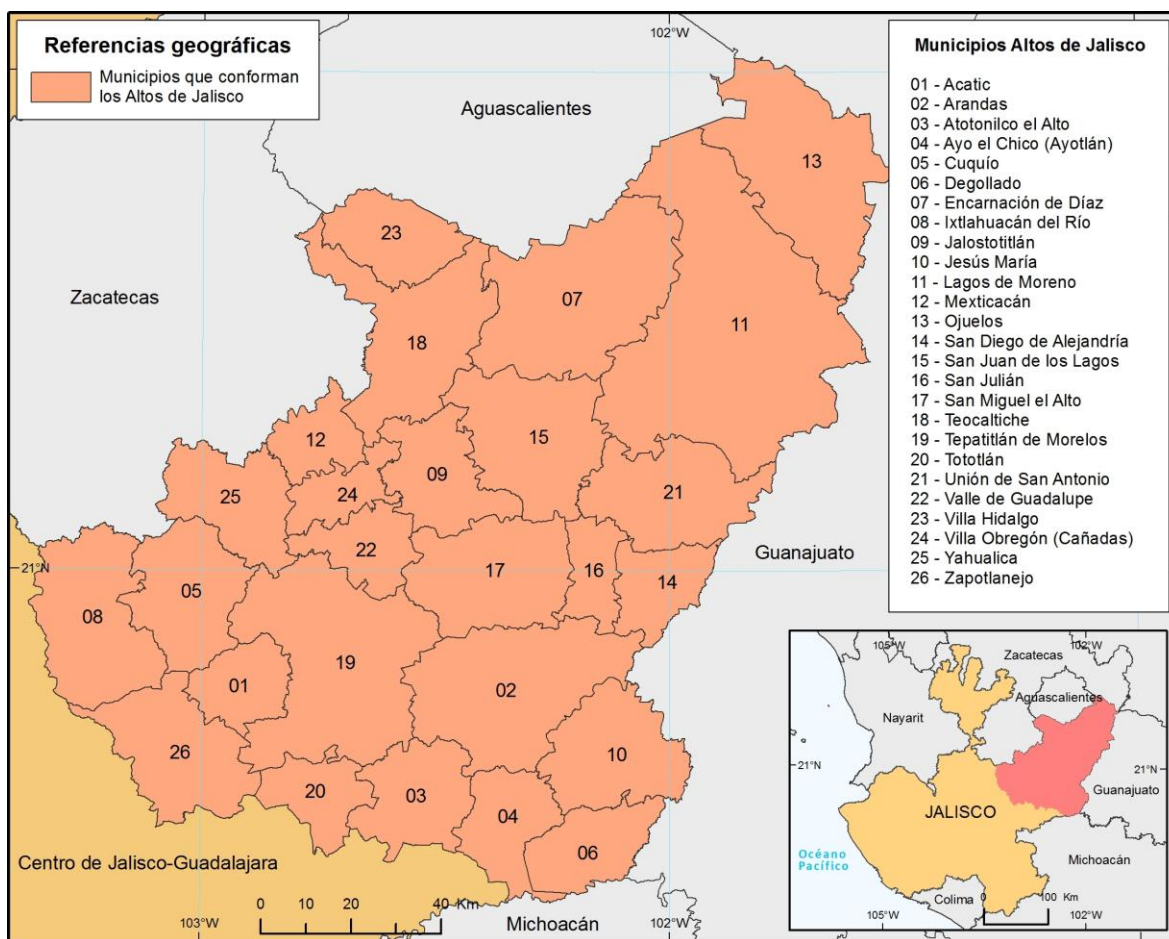 Referencias geográficas
Municipios que conforman
los Altos de Jalisco
102°W
Aguascalientes
Zacatecas
Guanajuato
21°N
Centro de Jalisco-Guadalajara
Michoacán
103°W
102°W
0 10 20 40 Km
13
23
07
11
18
12
15
09
25
24
21
22
17
16
14
05
08
19
01
02
26
10
20
03
04
06
Municipios Altos de Jalisco
01 - Acatic
02 - Arandas
03 - Atotonilco el Alto
04 - Ayo el Chico (Ayotlán)
05 - Cuquío
06 - Degollado
07 - Encarnación de Díaz
08 - Ixtlahuacán del Río
09 - Jalostotitlán
10 - Jesús María
11 - Lagos de Moreno
12 - Mexticacán
13 - Ojuelos
14 - San Diego de Alejandría
15 - San Juan de los Lagos
16 - San Julián
17 - San Miguel el Alto
18 - Teocaltiche
19 - Tepatitlán de Morelos
20 - Tototlán
21 - Unión de San Antonio
22 - Valle de Guadalupe
23 - Villa Hidalgo
24 - Villa Obregón (Cañadas)
25 - Yahualica
26 - Zapotlanejo
105°W
102°W
Zacatecas
Aguascalientes
Nayarit
21°N
21°N
Guanajuato
JALISCO
Océano
Pacífico
Michoacán
Colima
0 100 Km
105°W
102°W